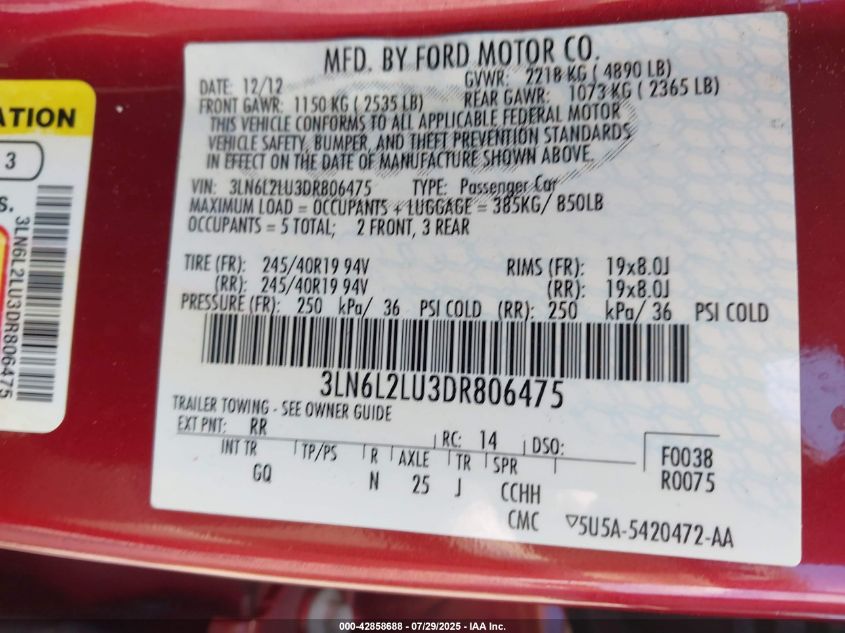 MFD. BY FORD MOTOR CO.
DATE: 12/12
GVWR: 2218 KG ( 4890 LB)
FRONT GAWR: 1150 KG ( 2535 LB)
REAR GAWR: 1073 KG ( 2365 LB)
THIS VEHICLE CONFORMS TO ALL APPLICABLE FEDERAL MOTOR
VEHICLE SAFETY, BUMPER, AND THEFT PREVENTION STANDARDS
IN EFFECT ON THE DATE OF MANUFACTURE SHOWN ABOVE.
VIN: 3LN6L2LU3DR806475 TYPE: Passenger Car
MAXIMUM LOAD = OCCUPANTS + LUGGAGE = 385KG/ 850LB
OCCUPANTS = 5 TOTAL; 2 FRONT, 3 REAR
TIRE (FR): 245/40R19 94V RIMS (FR): 19x8.0J
(RR): 245/40R19 94V (RR): 19x8.0J
PRESSURE (FR): 250 kPa/ 36 PSI COLD (RR): 250 kPa/ 36 PSI COLD
3LN6L2LU3DR806475
TRAILER TOWING - SEE OWNER GUIDE
EXT PNT: RR RC: 14 DSO:
INT TR TP/PS R AXLE TR SPR
GQ N 25 J CCHH
F0038
R0075
CMC ▽5U5A-5420472-AA
ATION
3
S.
3LN6L2LU3DR806475
000-42858688 | 07/29/2025 - IAA Inc.